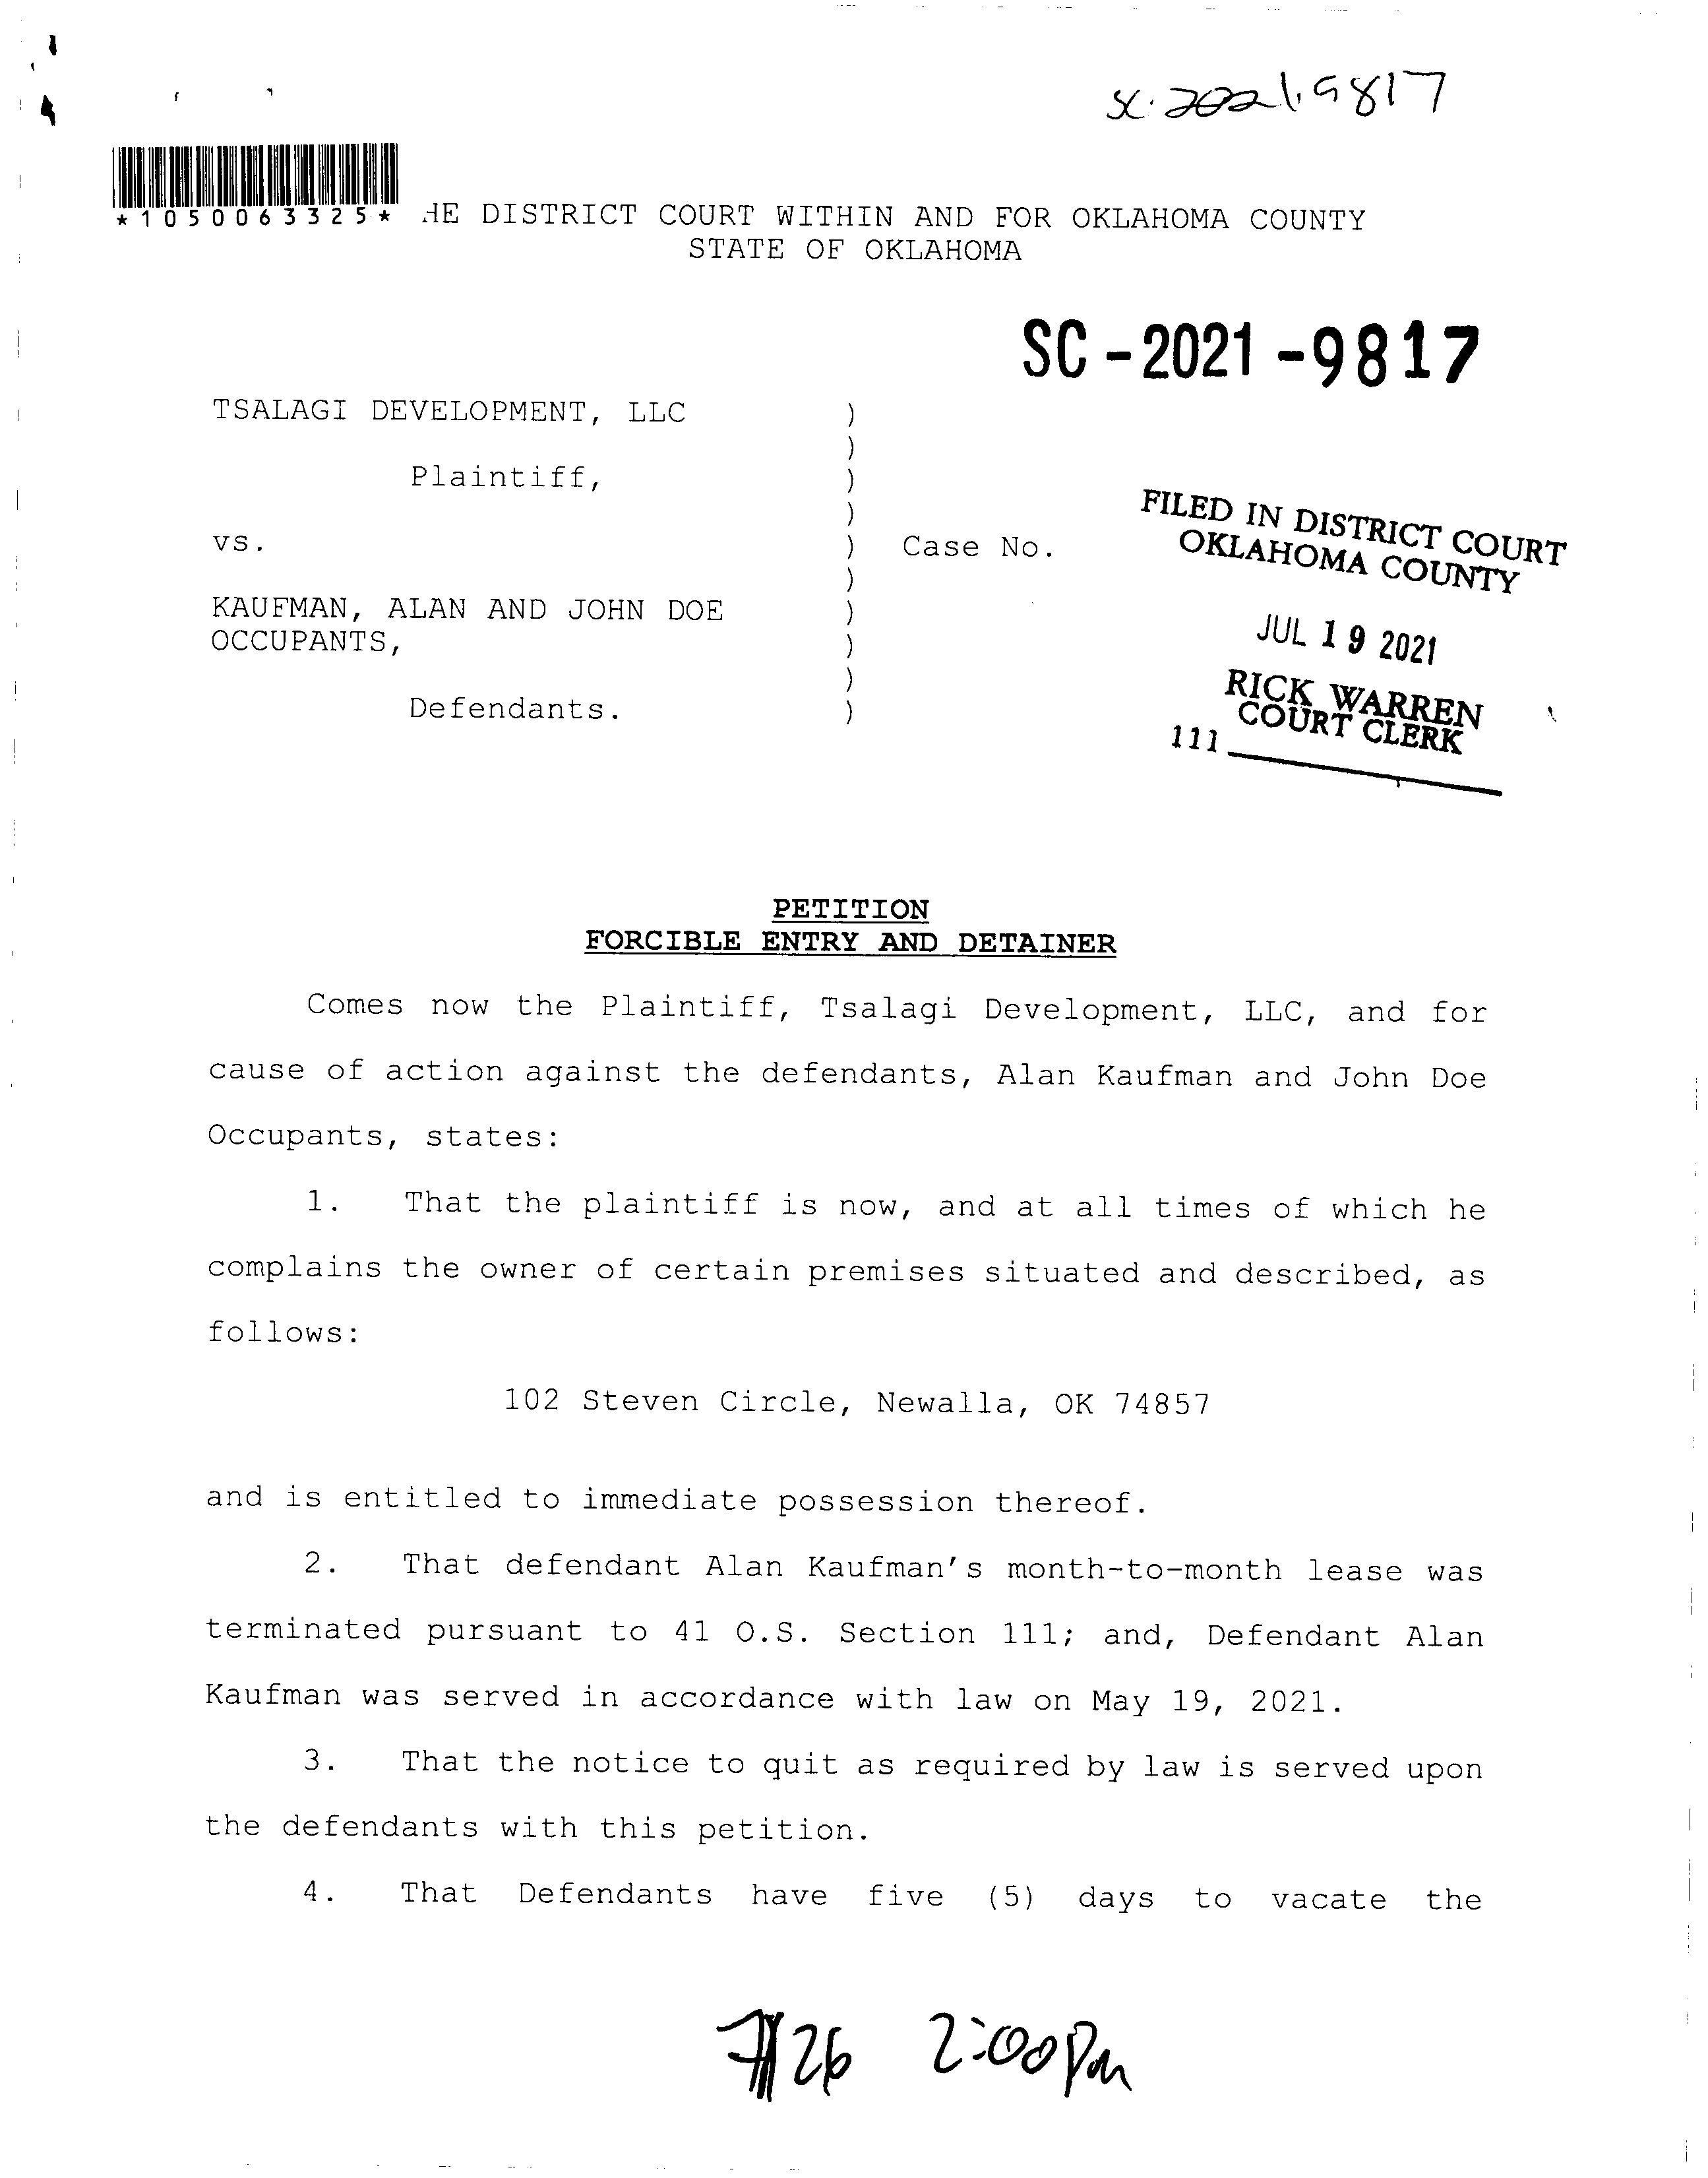 SC-2021-9817
*1050063325* HE DISTRICT COURT WITHIN AND FOR OKLAHOMA COUNTY
STATE OF OKLAHOMA
SC-2021-9817
TSALAGI DEVELOPMENT, LLC )
)
Plaintiff, )
)
vs. ) Case No.
)
KAUFMAN, ALAN AND JOHN DOE )
OCCUPANTS, )
)
Defendants. )
FILED IN DISTRICT COURT
OKLAHOMA COUNTY
JUL 19 2021
RICK WARREN
COURT CLERK
111
PETITION
FORCIBLE ENTRY AND DETAINER
Comes now the Plaintiff, Tsalagi Development, LLC, and for
cause of action against the defendants, Alan Kaufman and John Doe
Occupants, states:
1. That the plaintiff is now, and at all times of which he
complains the owner of certain premises situated and described, as
follows:
102 Steven Circle, Newalla, OK 74857
and is entitled to immediate possession thereof.
2. That defendant Alan Kaufman's month-to-month lease was
terminated pursuant to 41 O.S. Section 111; and, Defendant Alan
Kaufman was served in accordance with law on May 19, 2021.
3. That the notice to quit as required by law is served upon
the defendants with this petition.
4. That Defendants have five (5) days to vacate the
7/26 2:00Pm